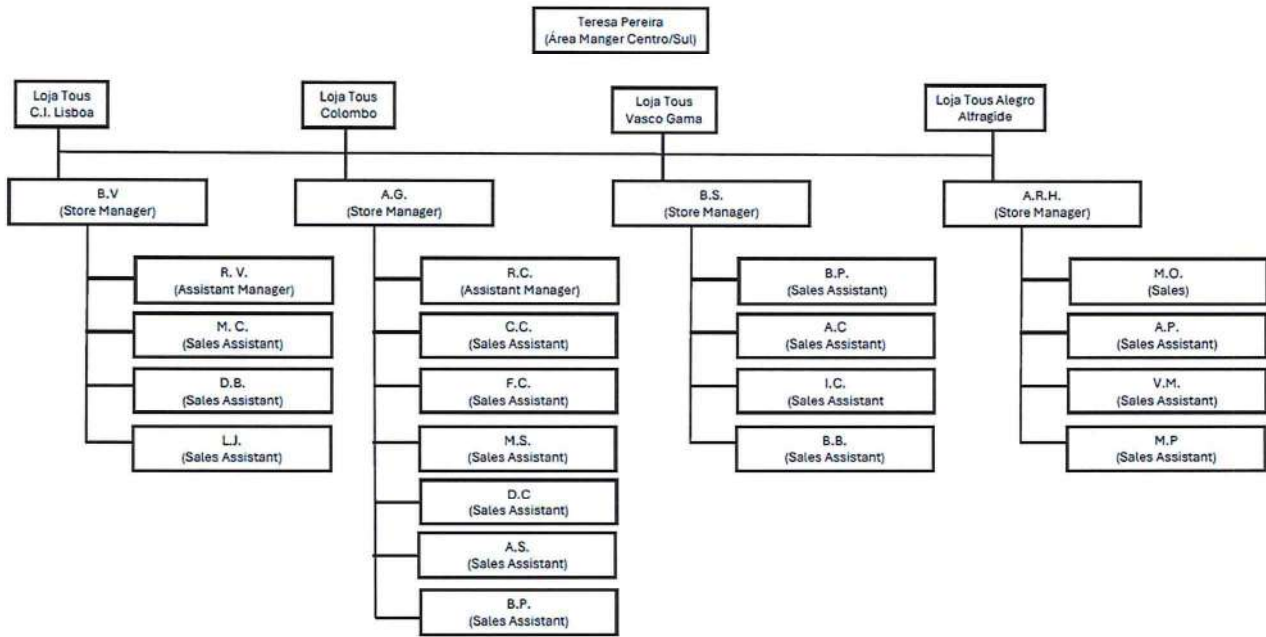 Teresa Pereira
(Área Manger Centro/Sul)
Loja Tous
C.I. Lisboa
Loja Tous
Colombo
Loja Tous
Vasco Gama
Loja Tous Alegro
Alfragide
B.V
(Store Manager)
A.G.
(Store Manager)
B.S.
(Store Manager)
A.R.H.
(Store Manager)
R. V.
(Assistant Manager)
M. C.
(Sales Assistant)
D.B.
(Sales Assistant)
L.J.
(Sales Assistant)
R.C.
(Assistant Manager)
C.C.
(Sales Assistant)
F.C.
(Sales Assistant)
M.S.
(Sales Assistant)
D.C
(Sales Assistant)
A.S.
(Sales Assistant)
B.P.
(Sales Assistant)
B.P.
(Sales Assistant)
A.C
(Sales Assistant)
I.C.
(Sales Assistant
B.B.
(Sales Assistant)
M.O.
(Sales)
A.P.
(Sales Assistant)
V.M.
(Sales Assistant)
M.P
(Sales Assistant)